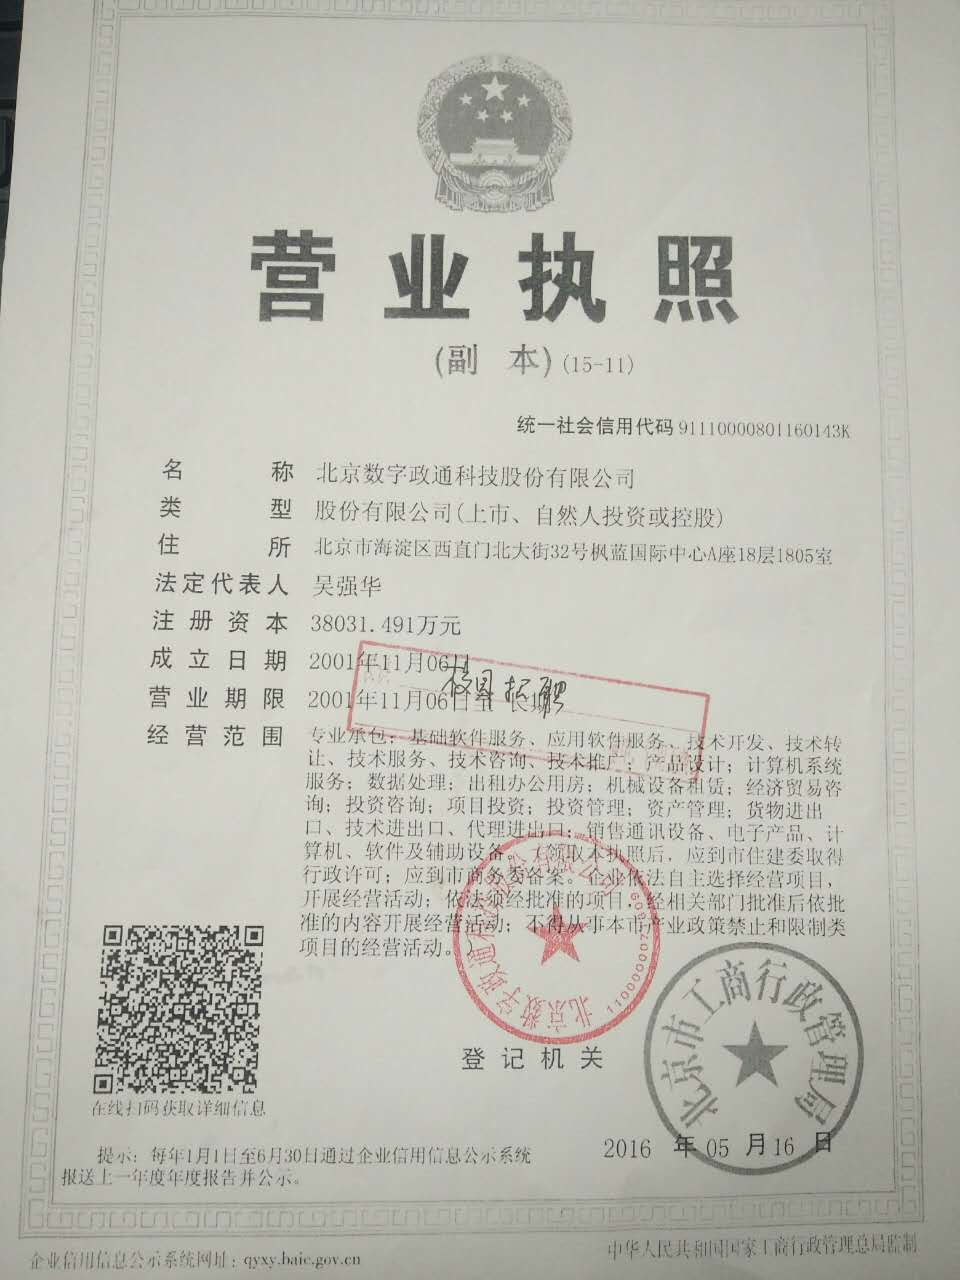 营业执照
(副 本) (15-11)
统一社会信用代码 91110000801160143K
名 称 北京数字政通科技股份有限公司
类 型 股份有限公司(上市、自然人投资或控股)
住 所 北京市海淀区西直门北大街32号枫蓝国际中心A座18层1805室
法定代表人 吴强华
注册资本 38031.491万元
成立日期 2001年11月06日
校园招聘
营业期限 2001年11月06日至 长期
经营范围 专业承包；基础软件服务、应用软件服务、技术开发、技术转
让、技术服务、技术咨询、技术推广；产品设计；计算机系统
服务；数据处理；出租办公用房；机械设备租赁；经济贸易咨
询；投资咨询；项目投资；投资管理；资产管理；货物进出
口、技术进出口、代理进出口；销售通讯设备、电子产品、计
算机、软件及辅助设备。（领取本执照后，应到市住建委取得
行政许可；应到市商务委备案。企业依法自主选择经营项目，
开展经营活动；依法须经批准的项目，经相关部门批准后依批
准的内容开展经营活动；不得从事本市产业政策禁止和限制类
项目的经营活动。）
北京数字政通科技股份有限公司
登记机关
北京市工商行政管理局
在线扫码获取详细信息
2016 年 05 月 16 日
提示：每年1月1日至6月30日通过企业信用信息公示系统
报送上一年度年度报告并公示。
企业信用信息公示系统网址：qyxy.baic.gov.cn
中华人民共和国国家工商行政管理总局监制